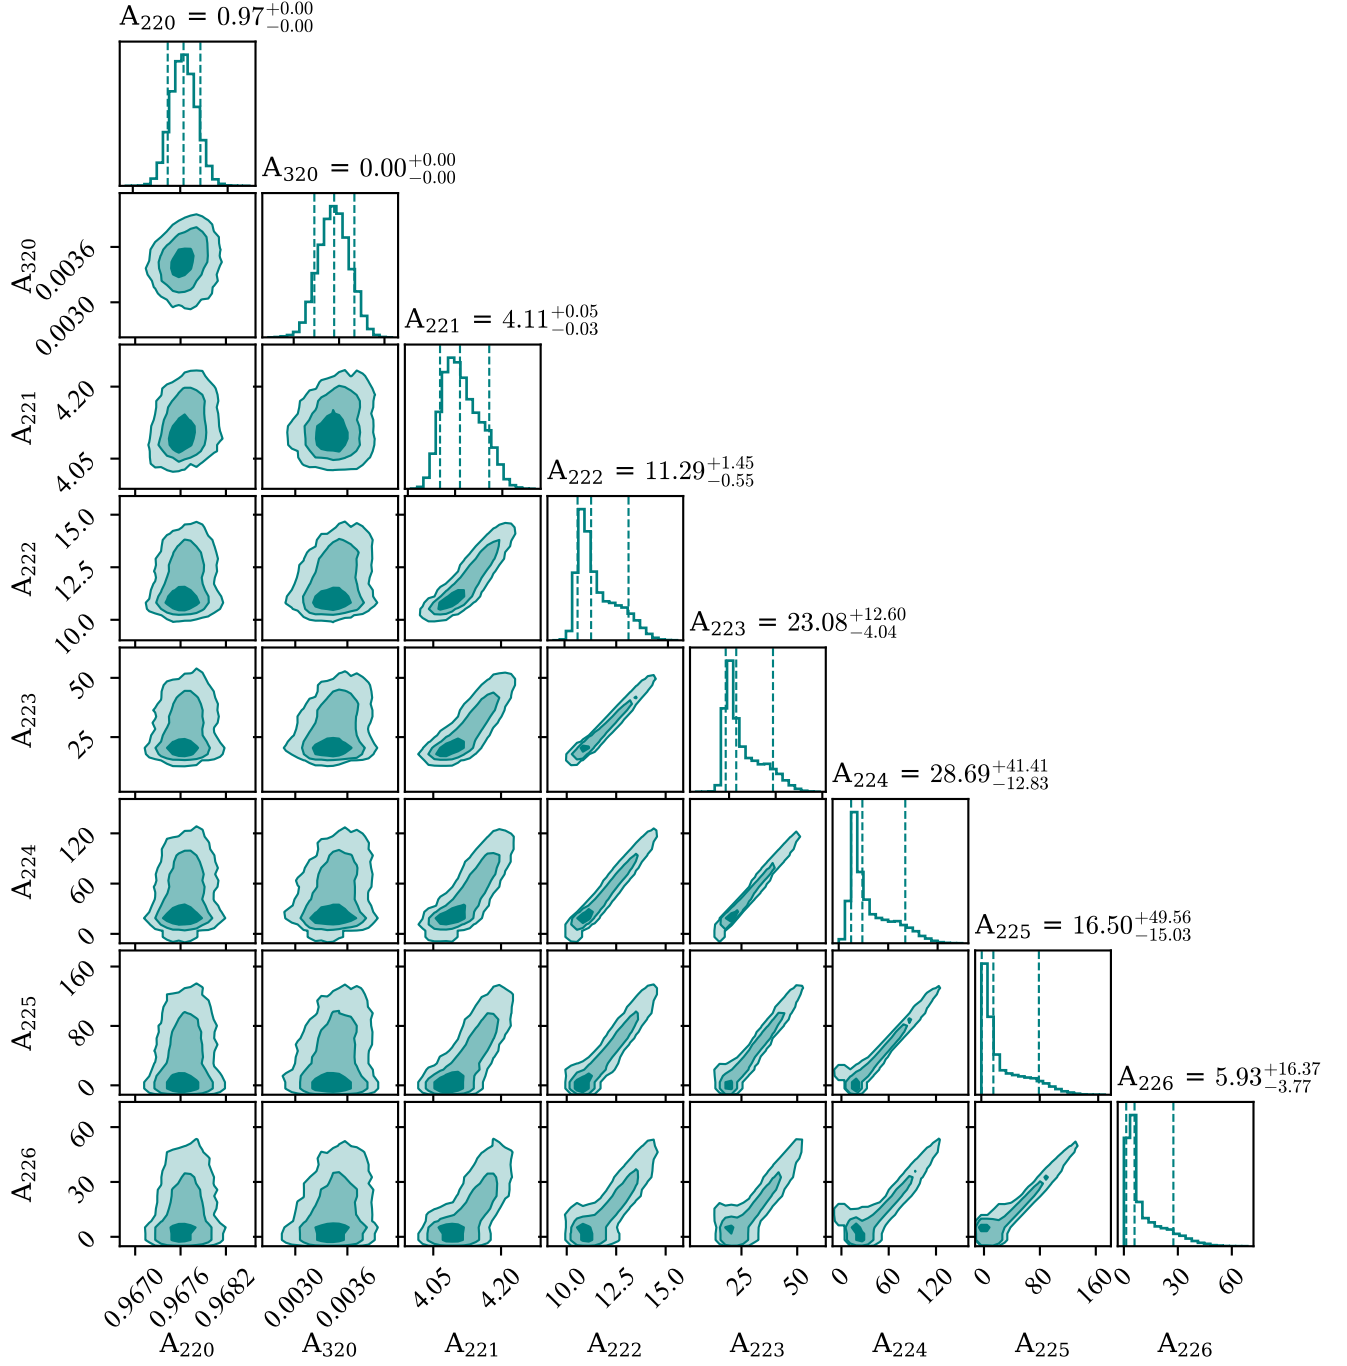 A₂₂₀ = 0.97+0.00−0.00
A₃₂₀ = 0.00+0.00−0.00
A₃₂₀
0.0036
0.0030
A₂₂₁ = 4.11+0.05−0.03
A₂₂₁
4.20
4.05
A₂₂₂ = 11.29+1.45−0.55
A₂₂₂
15.0
12.5
10.0
A₂₂₃ = 23.08+12.60−4.04
A₂₂₃
50
25
A₂₂₄ = 28.69+41.41−12.83
A₂₂₄
120
60
0
A₂₂₅ = 16.50+49.56−15.03
A₂₂₅
160
80
0
A₂₂₆ = 5.93+16.37−3.77
A₂₂₆
60
30
0
0.9670 0.9676 0.9682 0.0030 0.0036 4.05 4.20 10.0 12.5 15.0 25 50 0 60 120 0 80 160 0 30 60
A₂₂₀ A₃₂₀ A₂₂₁ A₂₂₂ A₂₂₃ A₂₂₄ A₂₂₅ A₂₂₆